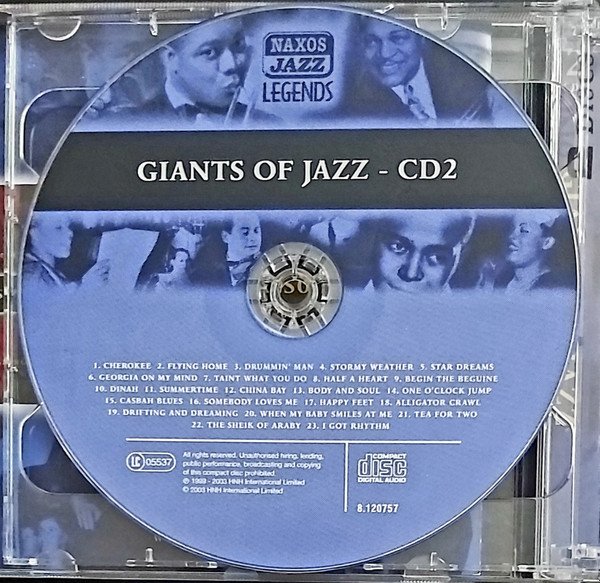 NAXOS
JAZZ
LEGENDS
GIANTS OF JAZZ - CD2
1. CHEROKEE 2. FLYING HOME 3. DRUMMIN' MAN 4. STORMY WEATHER 5. STAR DREAMS
6. GEORGIA ON MY MIND 7. TAINT WHAT YOU DO 8. HALF A HEART 9. BEGIN THE BEGUINE
10. DINAH 11. SUMMERTIME 12. CHINA BAY 13. BODY AND SOUL 14. ONE O'CLOCK JUMP
15. CASBAH BLUES 16. SOMEBODY LOVES ME 17. HAPPY FEET 18. ALLIGATOR CRAWL
19. DRIFTING AND DREAMING 20. WHEN MY BABY SMILES AT ME 21. TEA FOR TWO
22. THE SHEIK OF ARABY 23. I GOT RHYTHM
LC 05537
All rights reserved. Unauthorised hiring, lending,
public performance, broadcasting and copying
of this compact disc prohibited.
℗ 1999 - 2003 HNH International Limited
© 2003 HNH International Limited
COMPACT
disc
DIGITAL AUDIO
8.120757